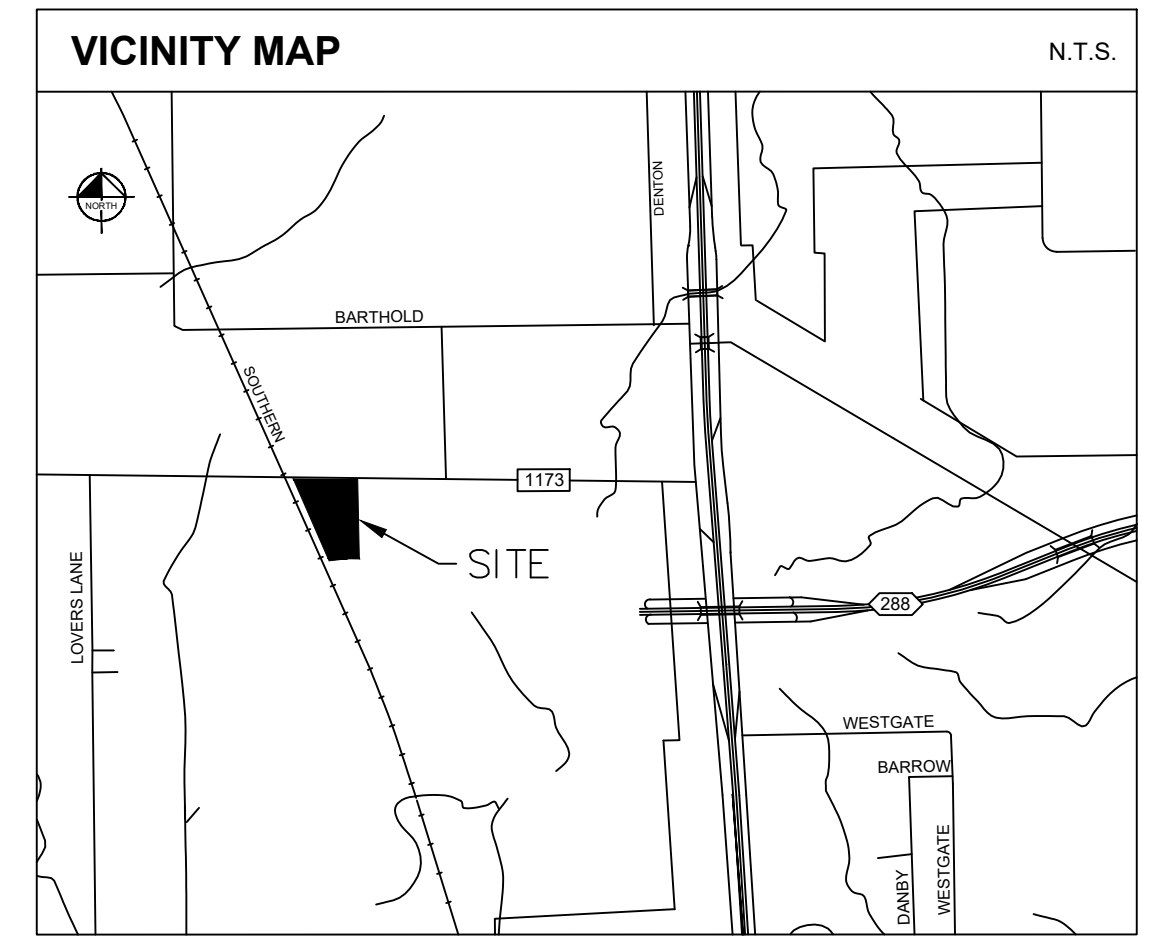 VICINITY MAP
N.T.S.
NORTH
DENTON
BARTHOLD
SOUTHERN
1173
SITE
LOVERS LANE
288
WESTGATE
BARROW
DANBY
WESTGATE